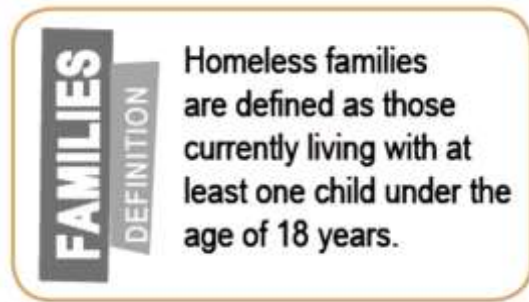 FAMILIES
DEFINITION
Homeless families
are defined as those
currently living with at
least one child under the
age of 18 years.